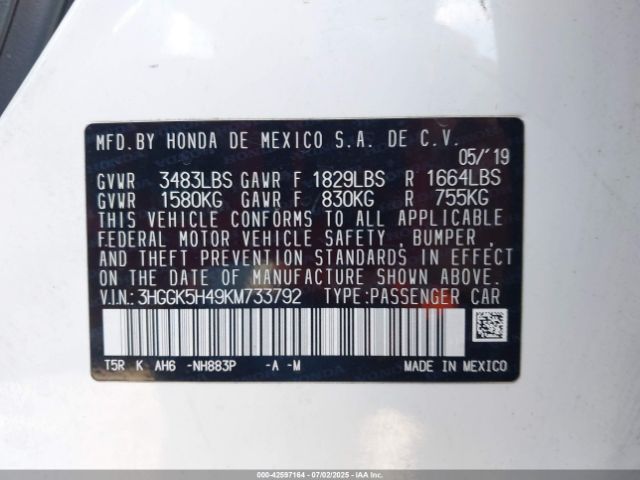 MFD. BY HONDA DE MEXICO S.A. DE C.V.
05/'19
GVWR 3483LBS GAWR F 1829LBS R 1664LBS
GVWR 1580KG GAWR F 830KG R 755KG
THIS VEHICLE CONFORMS TO ALL APPLICABLE
FEDERAL MOTOR VEHICLE SAFETY , BUMPER ,
AND THEFT PREVENTION STANDARDS IN EFFECT
ON THE DATE OF MANUFACTURE SHOWN ABOVE.
V.I.N.: 3HGGK5H49KM733792 TYPE:PASSENGER CAR
T5R K AH6 -NH883P -A -M MADE IN MEXICO
000-42597164 | 07/02/2025 | IAAI.COM